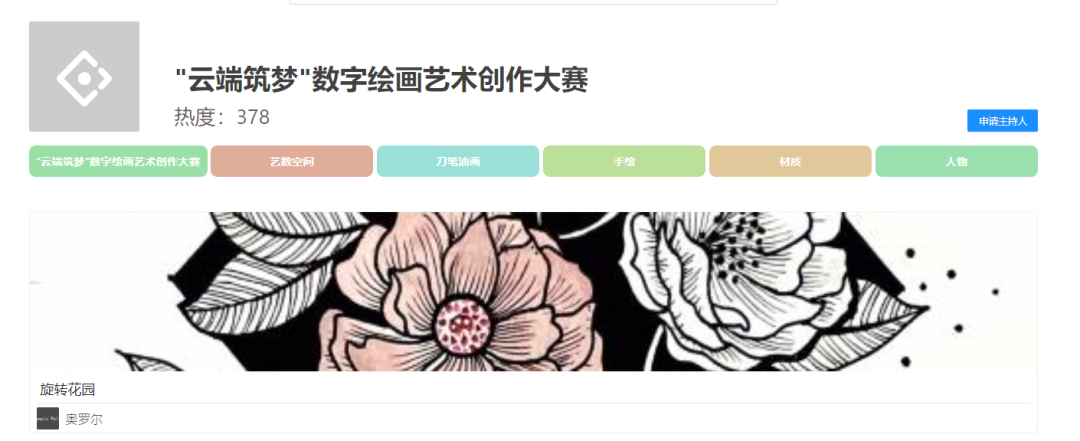 "云端筑梦"数字绘画艺术创作大赛
热度：378
申请主持人
"云端筑梦"数字绘画艺术创作大赛
艺数空间
刀笔油画
手绘
材质
人物
旋转花园
奥罗尔